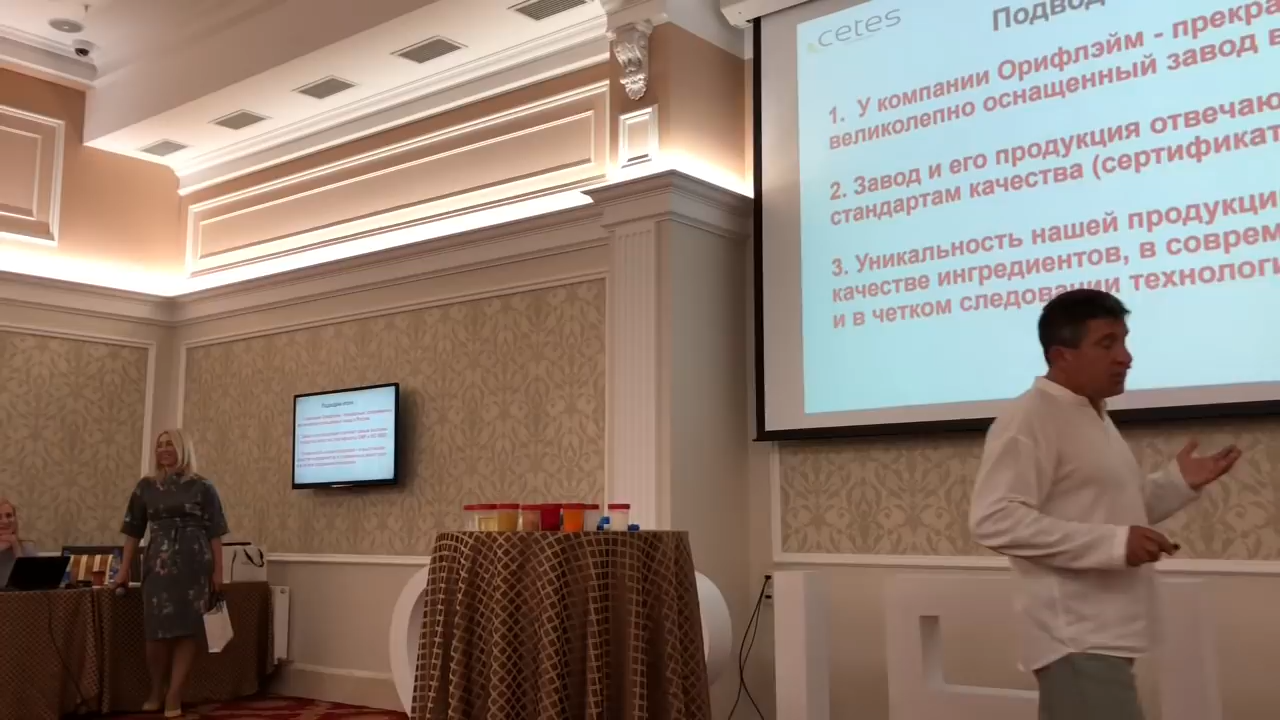 cetes
Подвод
1. У компании Орифлэйм - прекра
великолепно оснащенный завод в
2. Завод и его продукция отвечаю
стандартам качества (сертификат
3. Уникальность нашей продукци
качестве ингредиентов, в соврем
и в четком следовании технологи